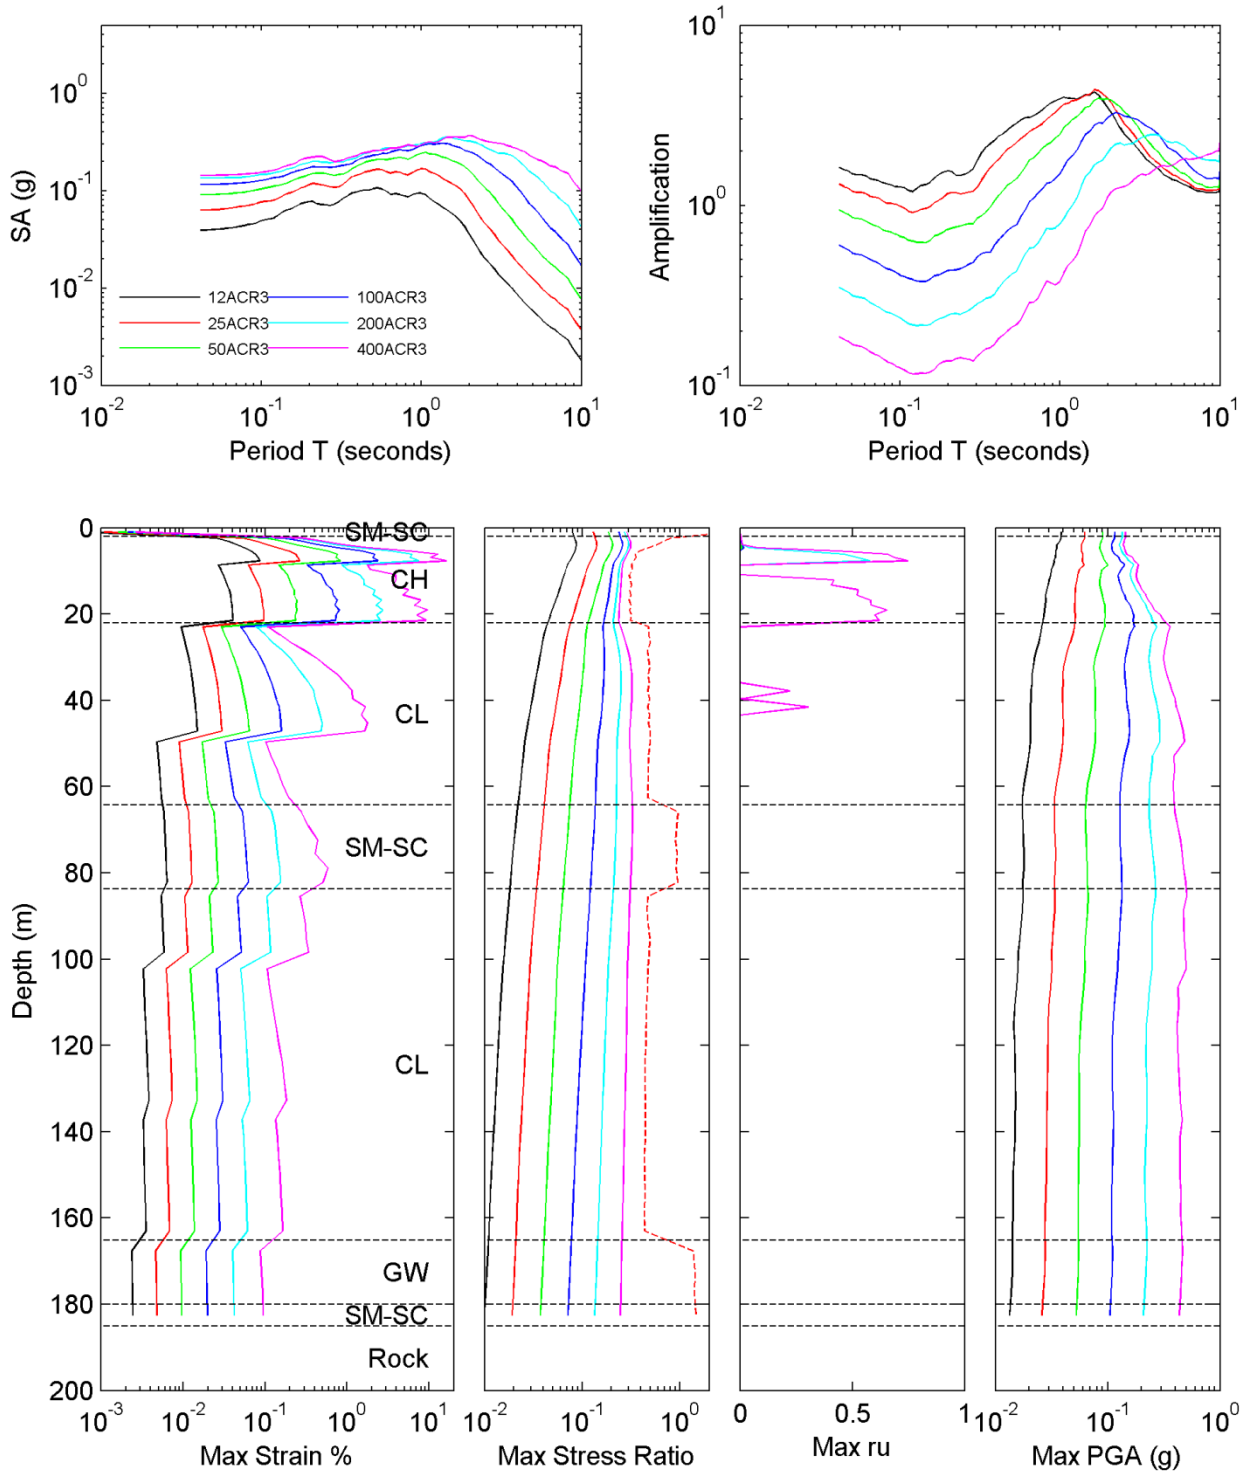 10^0
10^-1
10^-2
10^-3
SA (g)
12ACR3
25ACR3
50ACR3
100ACR3
200ACR3
400ACR3
10^-2
10^-1
10^0
10^1
Period T (seconds)
10^1
10^0
10^-1
Amplification
10^-2
10^-1
10^0
10^1
Period T (seconds)
0
20
40
60
80
100
120
140
160
180
200
Depth (m)
SM-SC
CH
CL
SM-SC
CL
GW
SM-SC
Rock
10^-3
10^-2
10^-1
10^0
10^1
Max Strain %
10^-2
10^-1
10^0
Max Stress Ratio
0
0.5
1
Max ru
10^-2
10^-1
10^0
Max PGA (g)